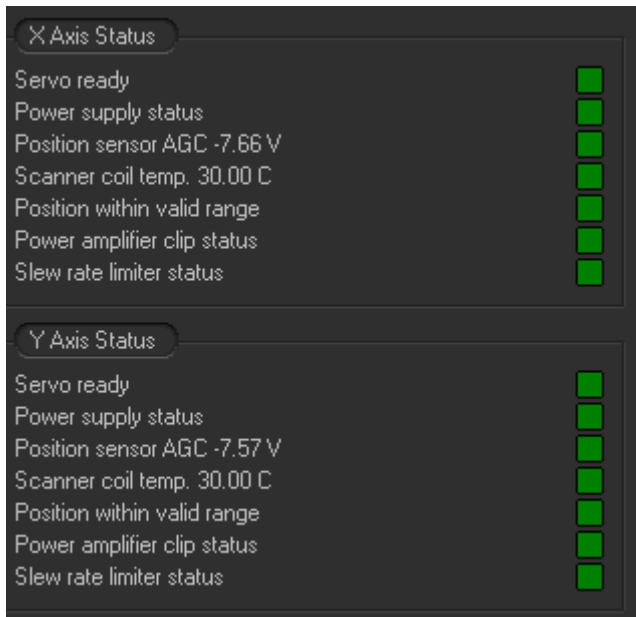 X Axis Status
Servo ready
Power supply status
Position sensor AGC -7.66 V
Scanner coil temp. 30.00 C
Position within valid range
Power amplifier clip status
Slew rate limiter status
Y Axis Status
Servo ready
Power supply status
Position sensor AGC -7.57 V
Scanner coil temp. 30.00 C
Position within valid range
Power amplifier clip status
Slew rate limiter status